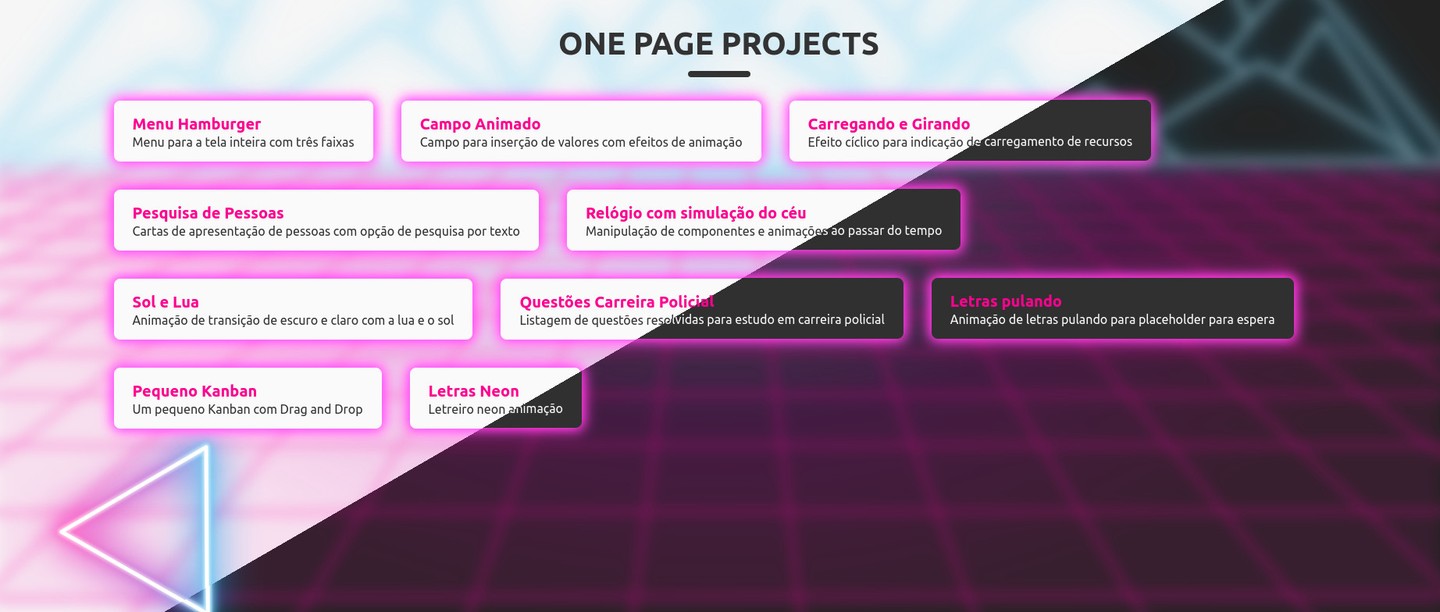 ONE PAGE PROJECTS
Menu Hamburger
Menu para a tela inteira com três faixas
Campo Animado
Campo para inserção de valores com efeitos de animação
Carregando e Girando
Efeito cíclico para indicação de carregamento de recursos
Pesquisa de Pessoas
Cartas de apresentação de pessoas com opção de pesquisa por texto
Relógio com simulação do céu
Manipulação de componentes e animações ao passar do tempo
Sol e Lua
Animação de transição de escuro e claro com a lua e o sol
Questões Carreira Policial
Listagem de questões resolvidas para estudo em carreira policial
Letras pulando
Animação de letras pulando para placeholder para espera
Pequeno Kanban
Um pequeno Kanban com Drag and Drop
Letras Neon
Letreiro neon animação